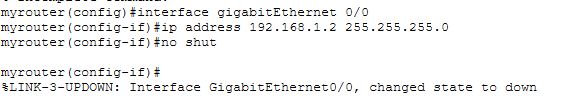 myrouter(config)#interface gigabitEthernet 0/0
myrouter(config-if)#ip address 192.168.1.2 255.255.255.0
myrouter(config-if)#no shut
myrouter(config-if)#
%LINK-3-UPDOWN: Interface GigabitEthernet0/0, changed state to down